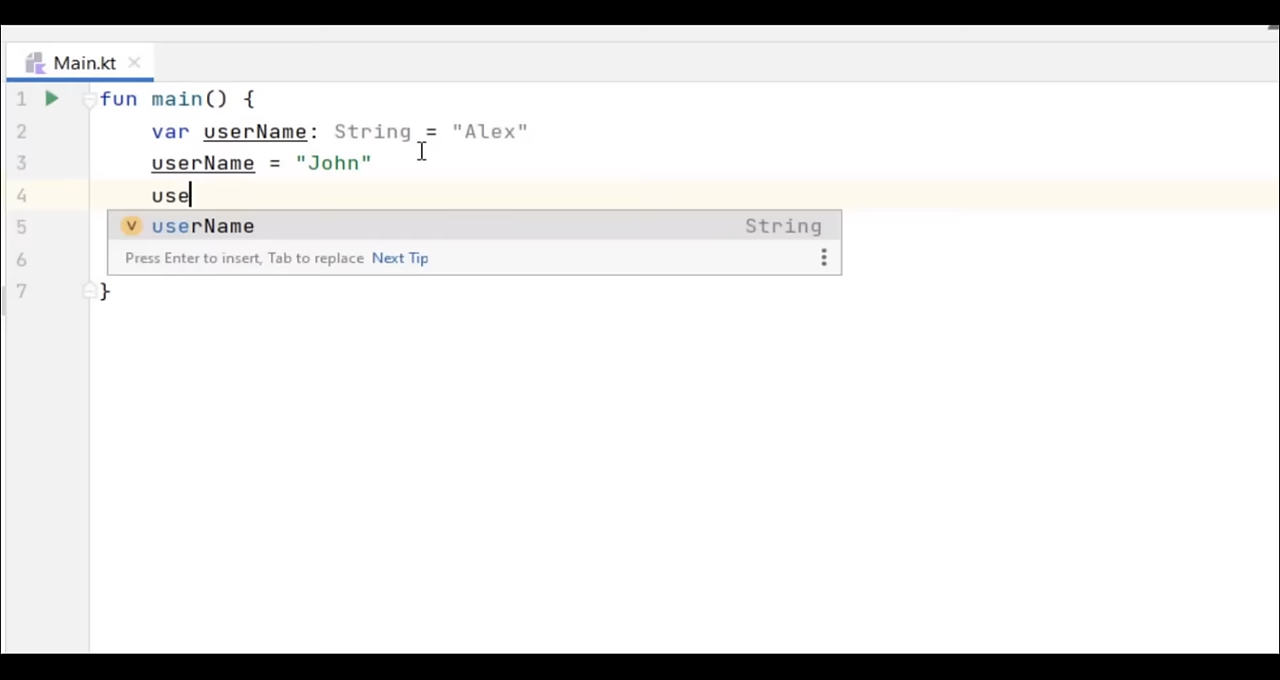 Main.kt
1 fun main() {
2 var userName: String = "Alex"
3 userName = "John"
4 use
5 V userName String
6 Press Enter to insert, Tab to replace Next Tip
7 }